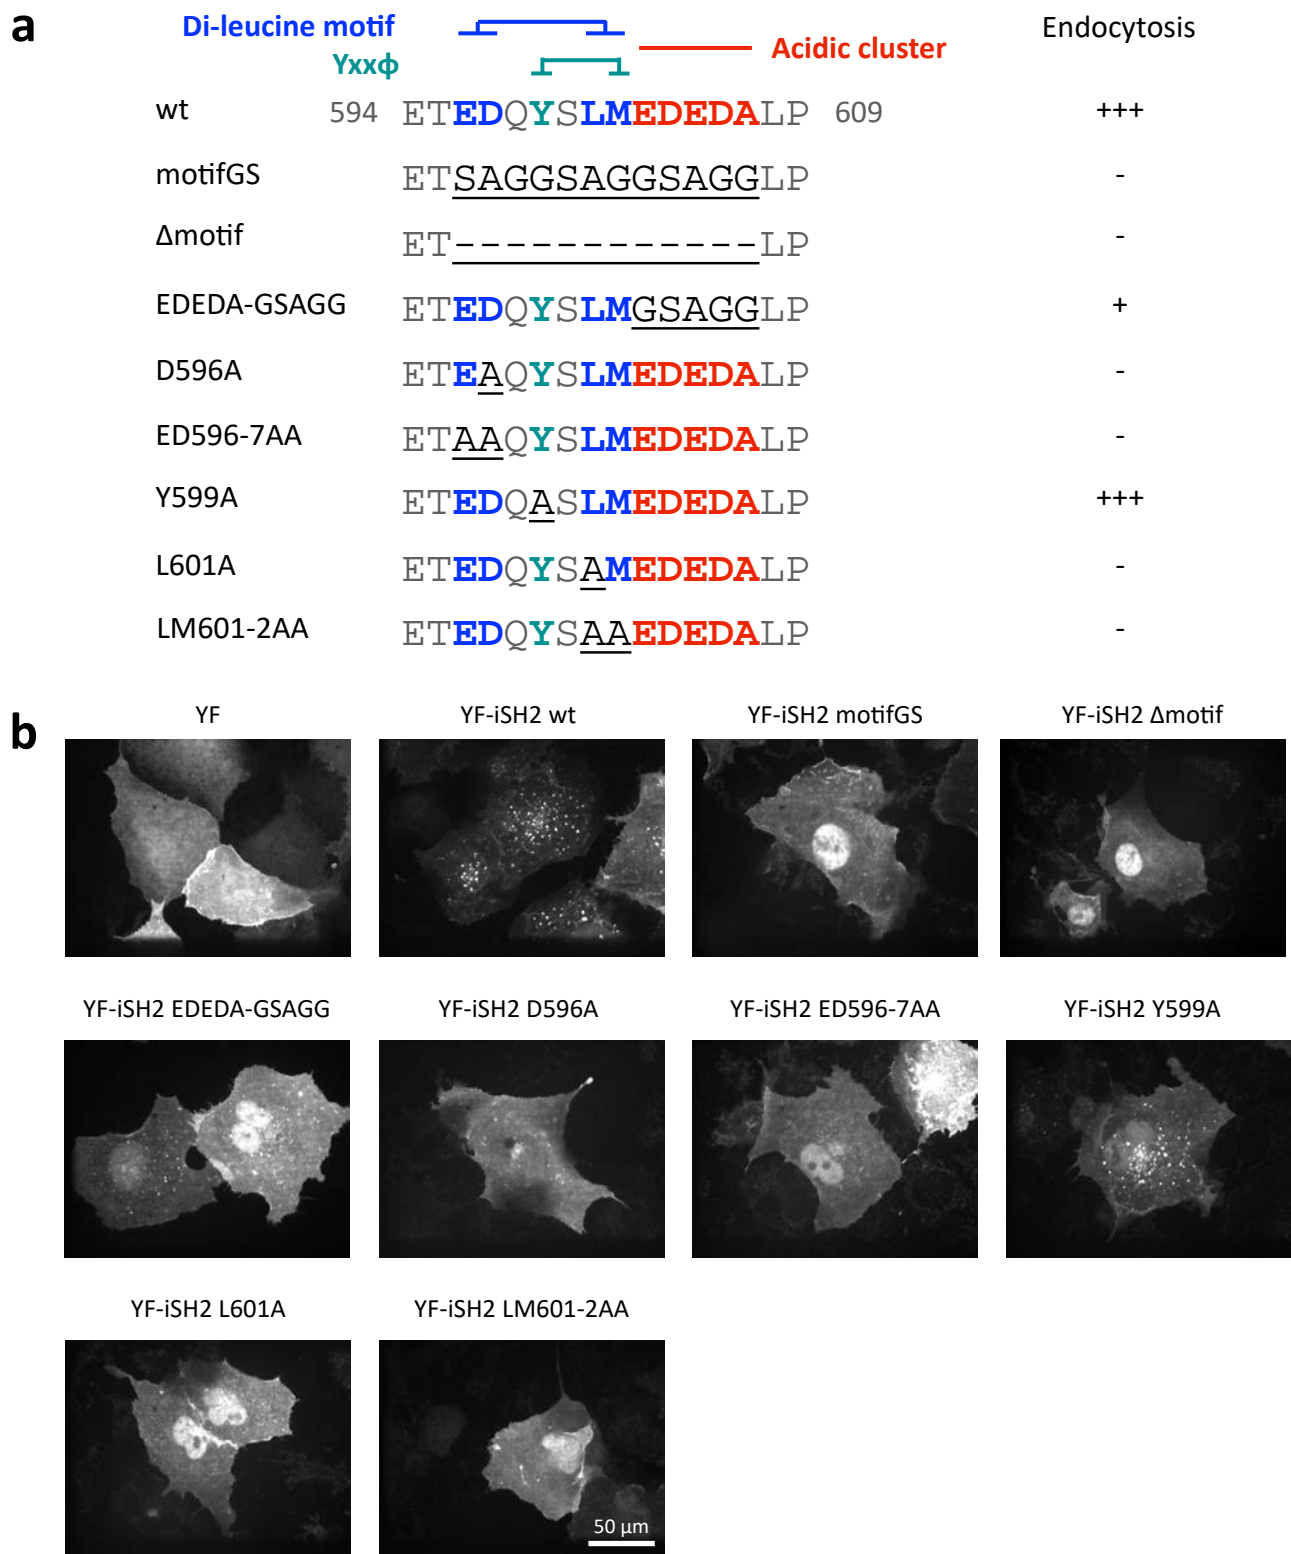 a
Di-leucine motif
Endocytosis
Yxxϕ
Acidic cluster
wt 594 ETEDQYSLMEDEDALP 609 +++
motifGS ETSAGGSAGGSAGGLP -
Δmotif ET------------LP -
EDEDA-GSAGG ETEDQYSLMGSAGGLP +
D596A ETEAQYSLMEDEDALP -
ED596-7AA ETAAQYSLMEDEDALP -
Y599A ETEDQASLMEDEDALP +++
L601A ETEDQYSAMEDEDALP -
LM601-2AA ETEDQYSAAEDEDALP -
b
YF YF-iSH2 wt YF-iSH2 motifGS YF-iSH2 Δmotif
YF-iSH2 EDEDA-GSAGG YF-iSH2 D596A YF-iSH2 ED596-7AA YF-iSH2 Y599A
YF-iSH2 L601A YF-iSH2 LM601-2AA
50 μm